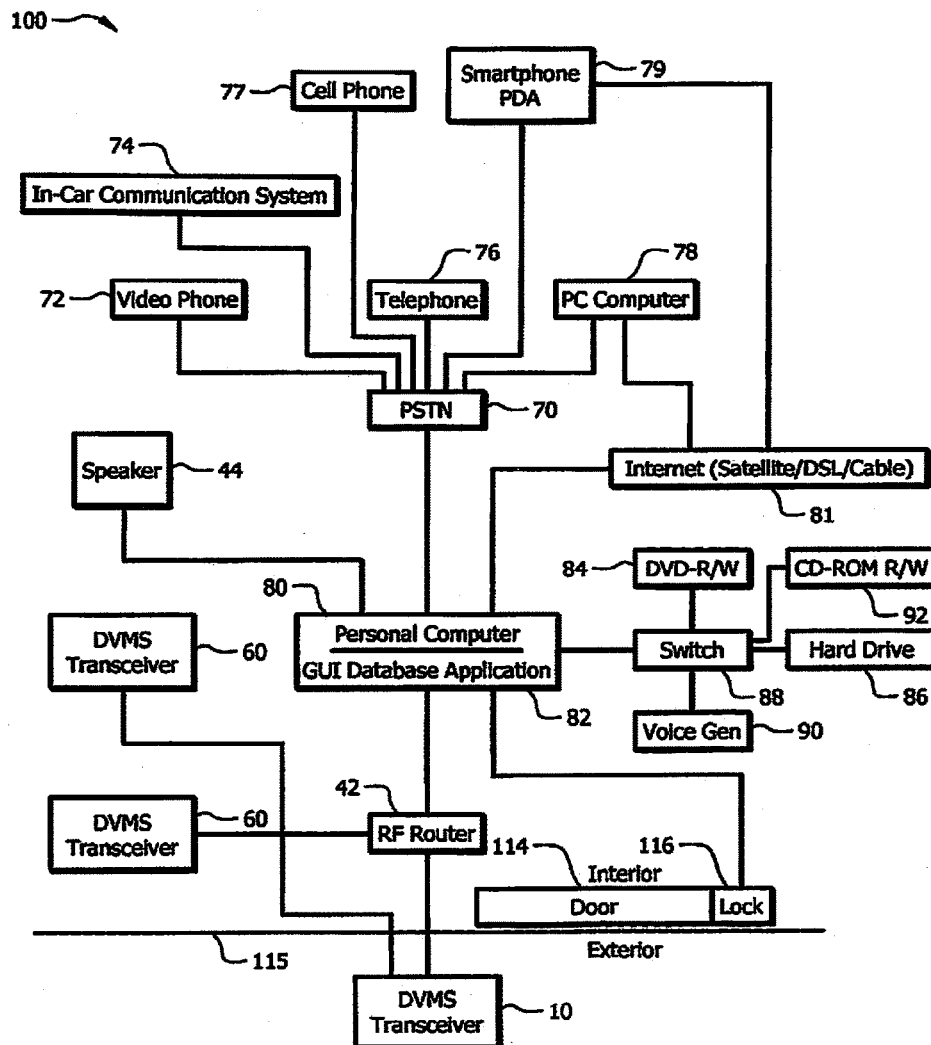 100
77
Cell Phone
Smartphone
PDA
79
74
In-Car Communication System
76
78
72
Video Phone
Telephone
PC Computer
PSTN
70
Speaker
44
Internet (Satellite/DSL/Cable)
81
84
DVD-R/W
CD-ROM R/W
92
80
Personal Computer
GUI Database Application
82
Switch
88
Hard Drive
86
Voice Gen
90
DVMS
Transceiver
60
42
DVMS
Transceiver
60
RF Router
114
Interior
116
Door
Lock
115
Exterior
DVMS
Transceiver
10